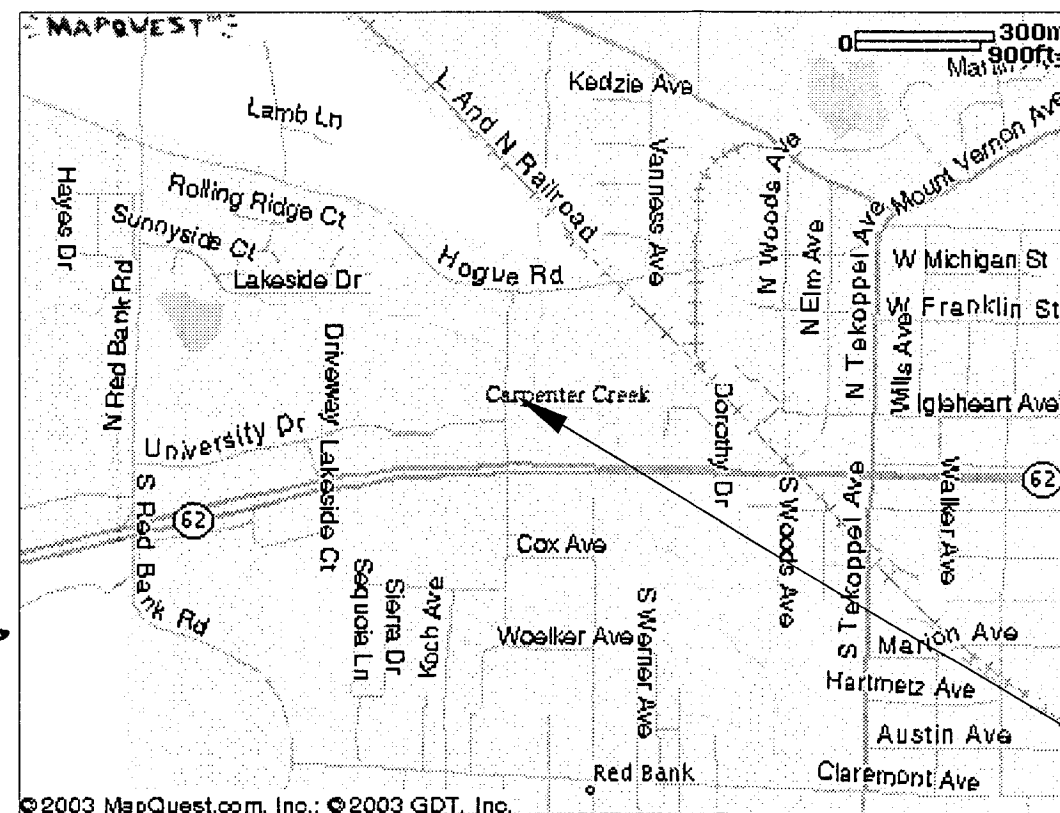 MAPQUEST
0 300m
900ft
Kedzie Ave
Lamb Ln
L And N Railroad
Mount Vernon Ave
Vanness Ave
N Woods Ave
Hayes Dr
Rolling Ridge Ct
Sunnyside Ct
Lakeside Dr
Hogue Rd
N Elm Ave
N Tekoppel Ave
W Michigan St
W Franklin St
Wills Ave
N Red Bank Rd
Driveway
Carpenter Creek
Dorothy Dr
W Igleheart Ave
University Dr
Lakeside Ct
62
62
S Red Bank Rd
Cox Ave
S Woods Ave
S Tekoppel Ave
Walker Ave
Sequoia Ln
Sierra Dr
Woelker Ave
S Werner Ave
Marion Ave
Hartmetz Ave
Austin Ave
Red Bank
Claremont Ave
©2003 MapQuest.com, Inc.; ©2003 GDT, Inc.